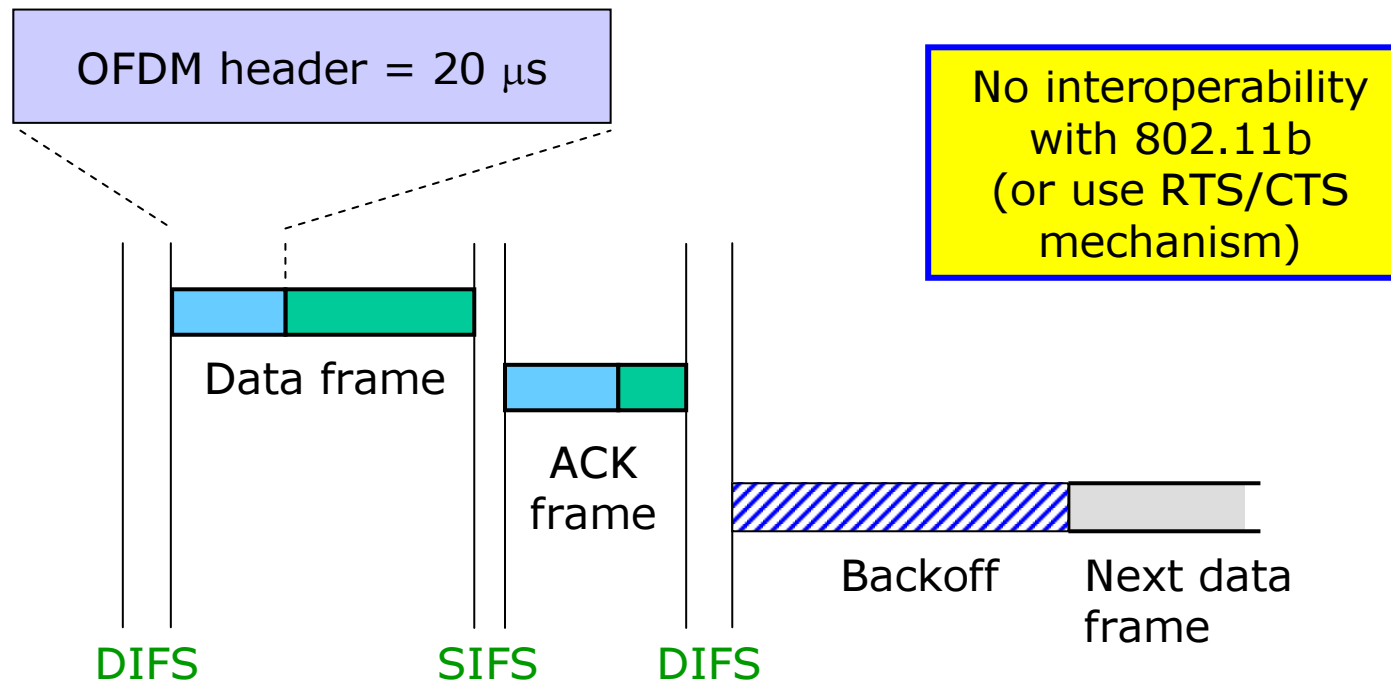 OFDM header = 20 μs
No interoperability
with 802.11b
(or use RTS/CTS
mechanism)
Data frame
ACK
frame
Backoff
Next data
frame
DIFS
SIFS
DIFS